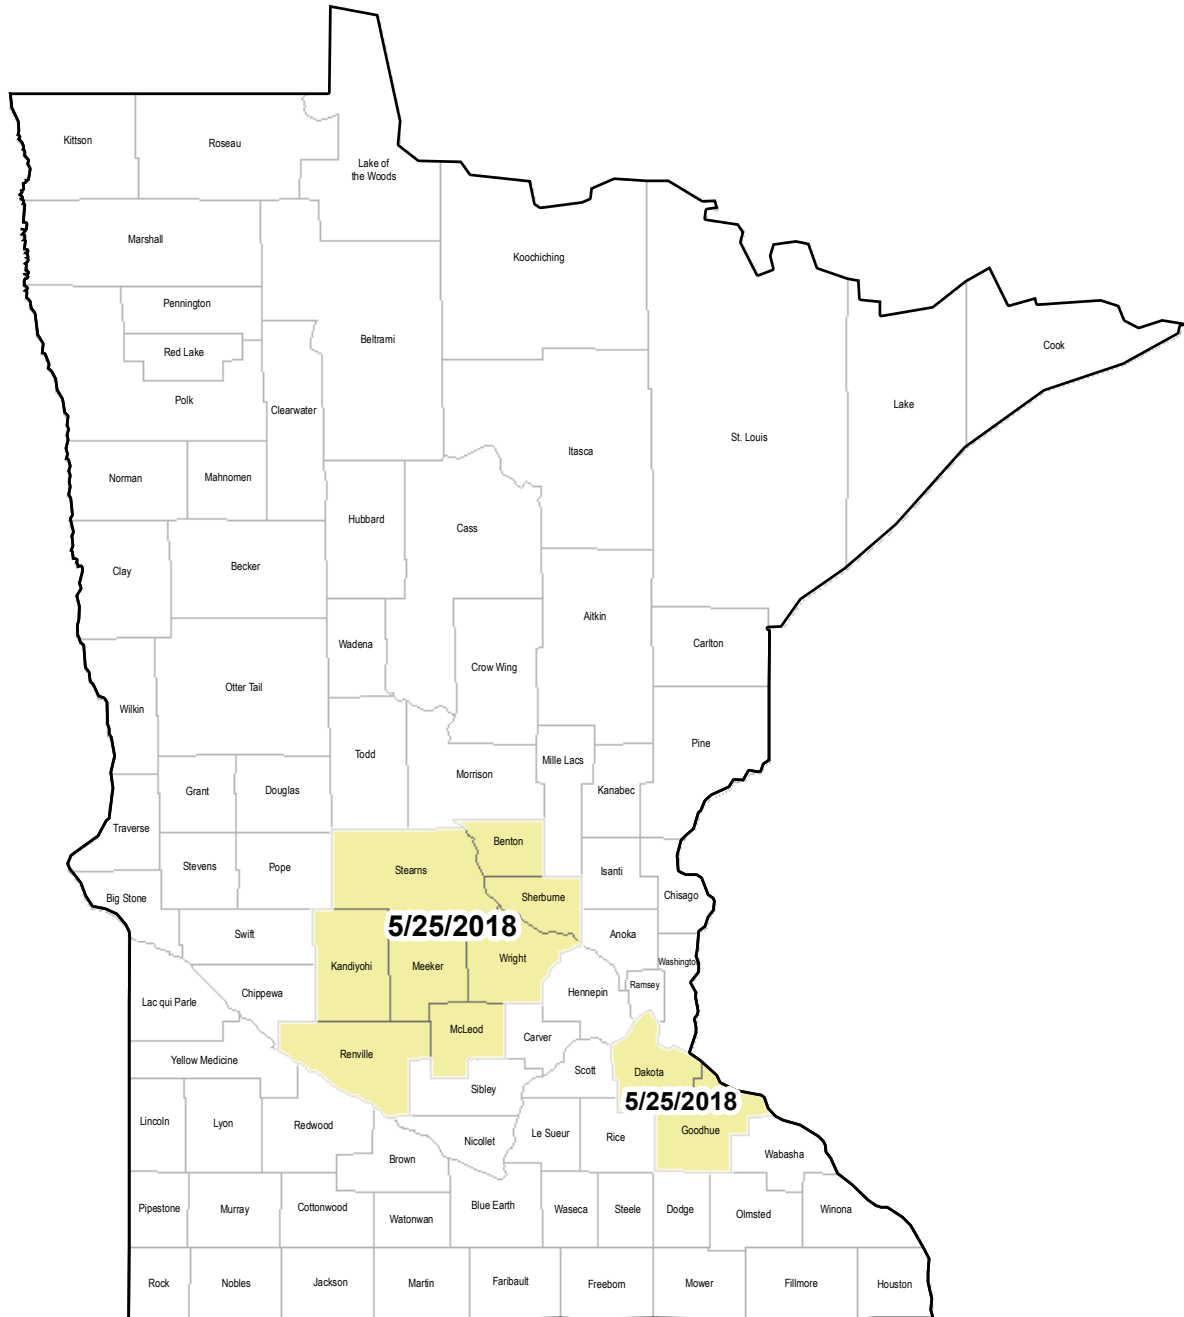 Kittson
Roseau
Lake of
the Woods
Marshall
Koochiching
Pennington
Beltrami
Red Lake
Cook
Polk
Clearwater
Lake
St. Louis
Itasca
Norman
Mahnomen
Hubbard
Cass
Clay
Becker
Aitkin
Wadena
Carlton
Crow Wing
Otter Tail
Wilkin
Pine
Todd
Mille Lacs
Morrison
Grant
Douglas
Kanabec
Traverse
Benton
Stevens
Pope
Stearns
Isanti
Big Stone
Sherburne
Chisago
5/25/2018
Swift
Anoka
Wright
Washington
Kandiyohi
Meeker
Ramsey
Chippewa
Hennepin
Lac qui Parle
McLeod
Carver
Renville
Yellow Medicine
Scott
Dakota
Sibley
5/25/2018
Lincoln
Lyon
Redwood
Goodhue
Le Sueur
Rice
Nicollet
Wabasha
Brown
Pipestone
Murray
Cottonwood
Blue Earth
Waseca
Steele
Dodge
Winona
Olmsted
Watonwan
Rock
Nobles
Jackson
Martin
Faribault
Freeborn
Mower
Fillmore
Houston